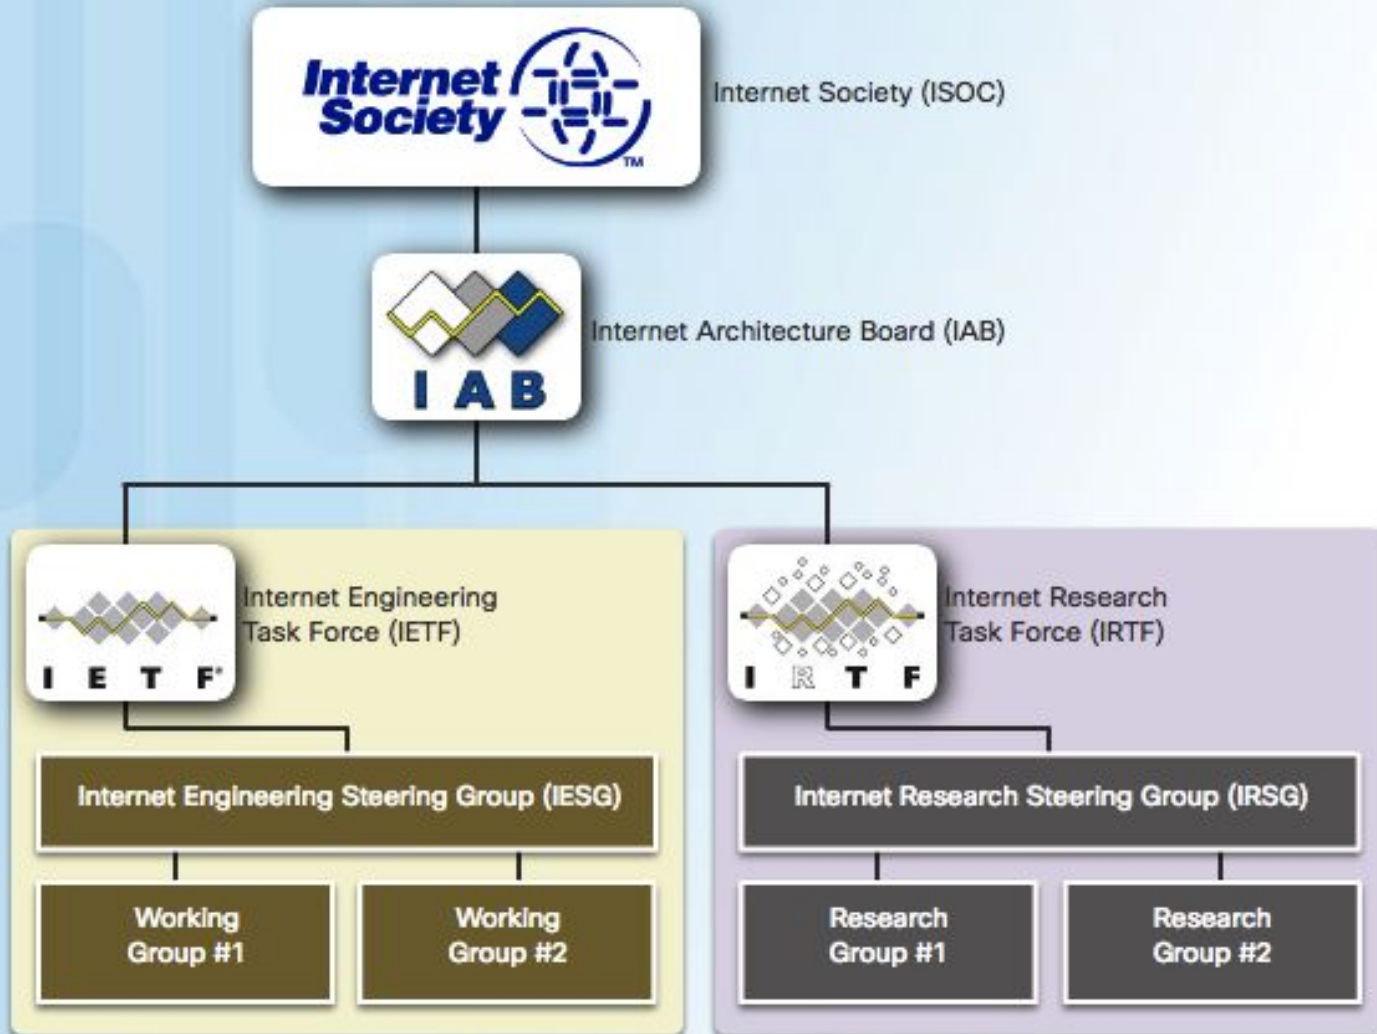 Internet
Society
TM
Internet Society (ISOC)
I A B
Internet Architecture Board (IAB)
I E T F®
Internet Engineering
Task Force (IETF)
I R T F
Internet Research
Task Force (IRTF)
Internet Engineering Steering Group (IESG)
Internet Research Steering Group (IRSG)
Working
Group #1
Working
Group #2
Research
Group #1
Research
Group #2